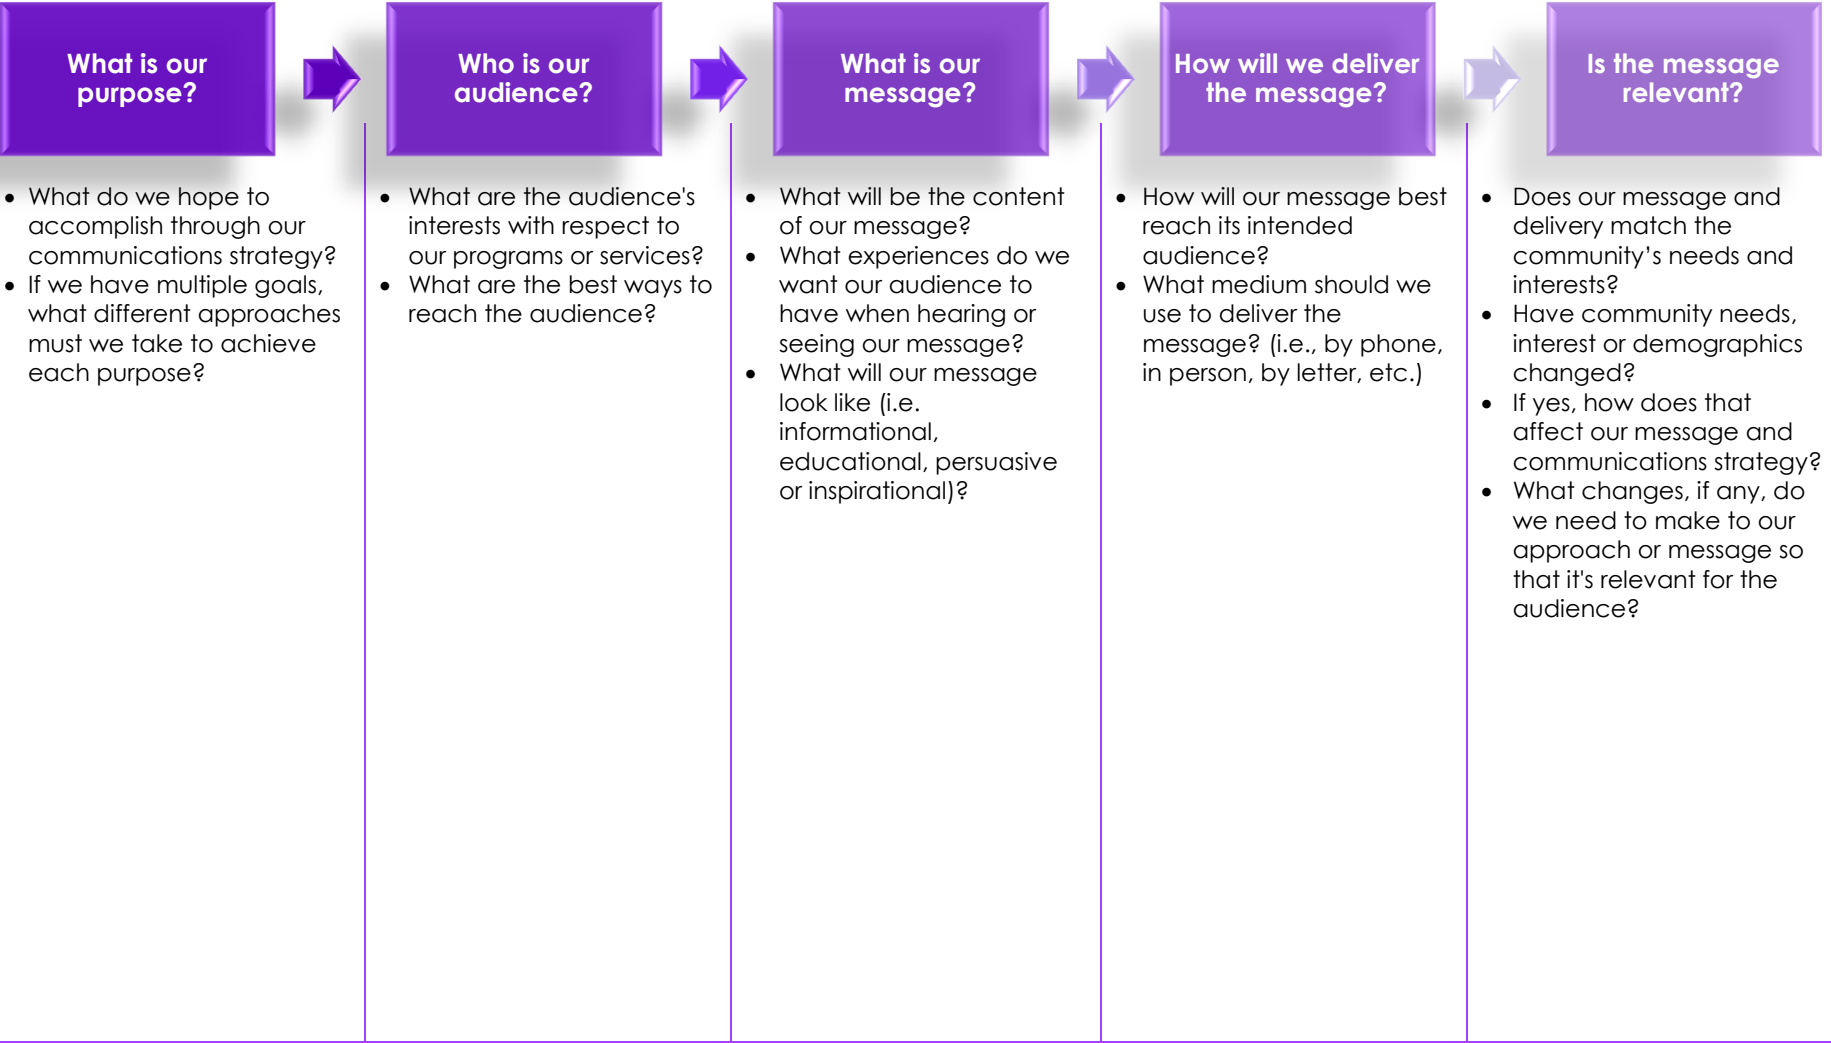 What is our
purpose?
Who is our
audience?
What is our
message?
How will we deliver
the message?
Is the message
relevant?
• What do we hope to
accomplish through our
communications strategy?
• If we have multiple goals,
what different approaches
must we take to achieve
each purpose?
• What are the audience's
interests with respect to
our programs or services?
• What are the best ways to
reach the audience?
• What will be the content
of our message?
• What experiences do we
want our audience to
have when hearing or
seeing our message?
• What will our message
look like (i.e.
informational,
educational, persuasive
or inspirational)?
• How will our message best
reach its intended
audience?
• What medium should we
use to deliver the
message? (i.e., by phone,
in person, by letter, etc.)
• Does our message and
delivery match the
community’s needs and
interests?
• Have community needs,
interest or demographics
changed?
• If yes, how does that
affect our message and
communications strategy?
• What changes, if any, do
we need to make to our
approach or message so
that it's relevant for the
audience?